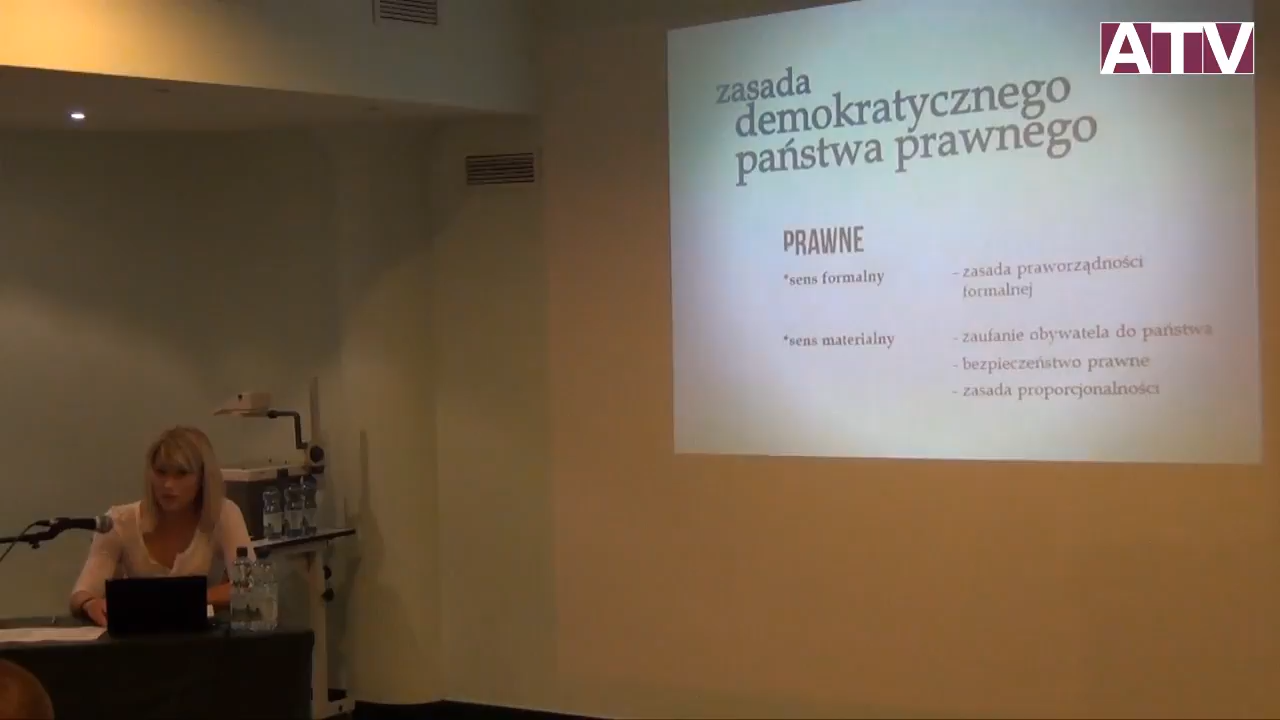 ATV
zasada
demokratycznego
państwa prawnego
PRAWNE
*sens formalny
- zasada praworządności
formalnej
*sens materialny
- zaufanie obywatela do państwa
- bezpieczeństwo prawne
- zasada proporcjonalności